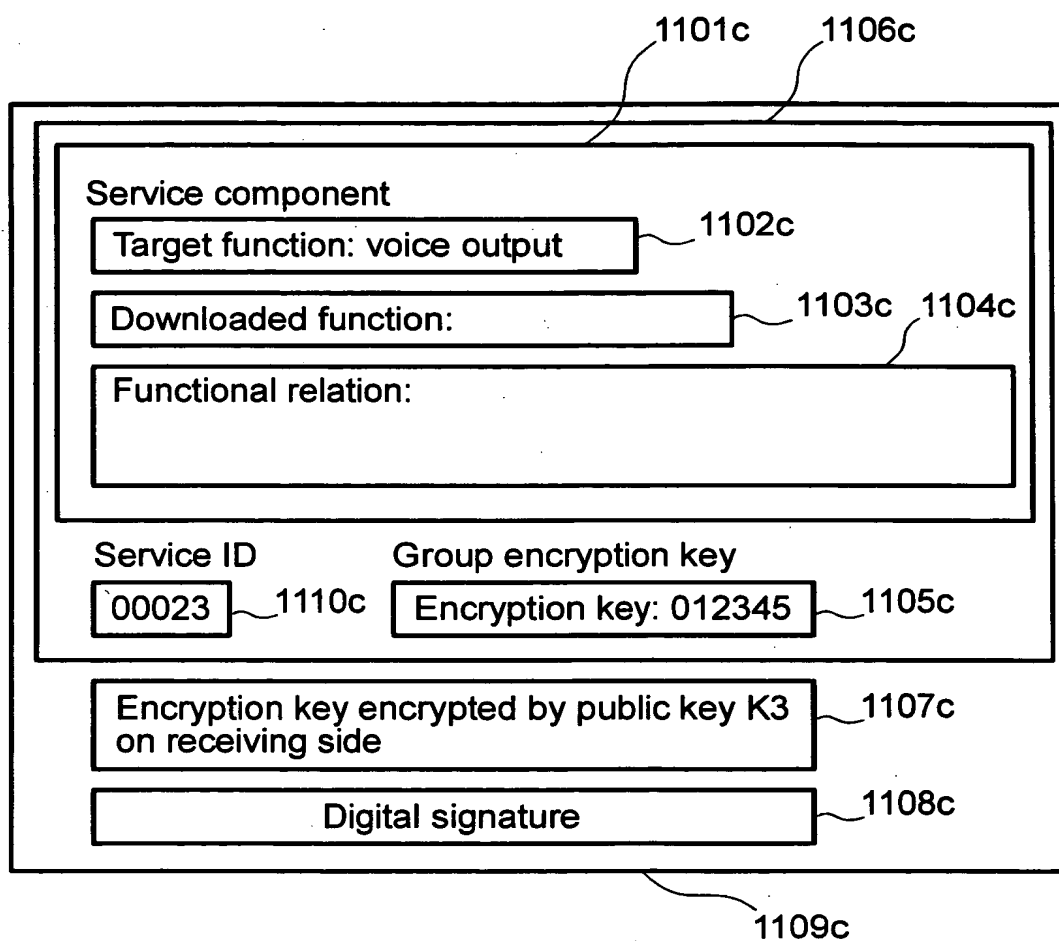 1101c 1106c
Service component
Target function: voice output
1102c
Downloaded function:
1103c
1104c
Functional relation:
Service ID
Group encryption key
00023
1110c
Encryption key: 012345
1105c
Encryption key encrypted by public key K3
on receiving side
1107c
Digital signature
1108c
1109c